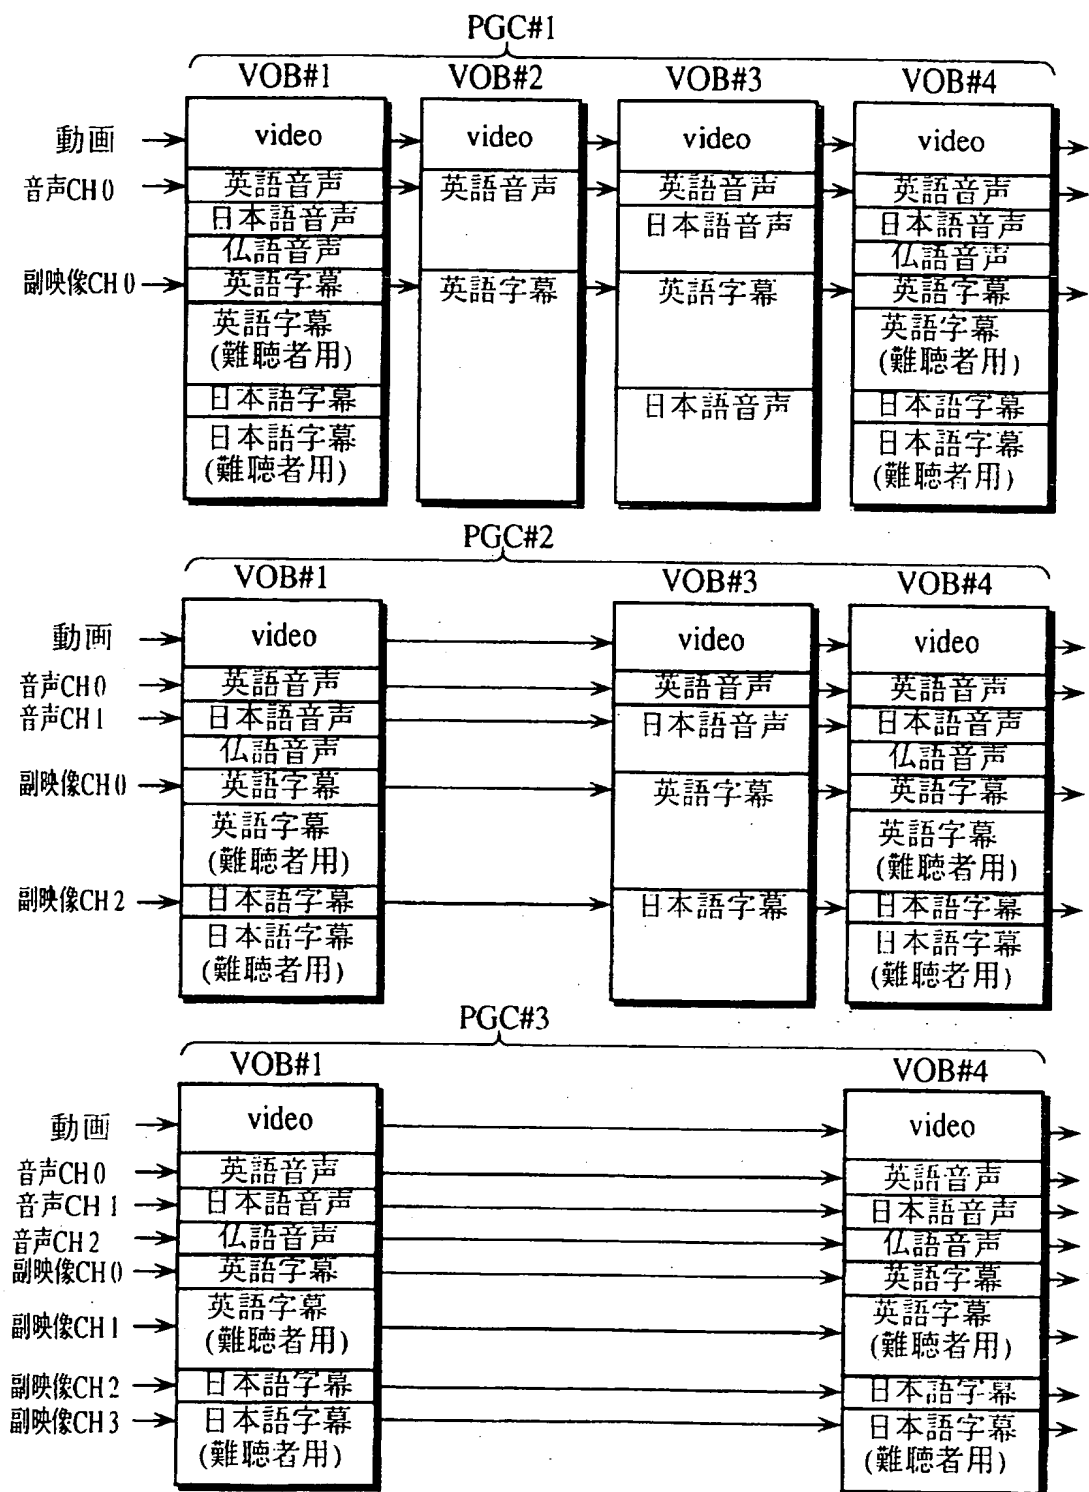 PGC#1
VOB#1 VOB#2 VOB#3 VOB#4
動画 video video video video
音声CH0 英語音声 英語音声 英語音声 英語音声
日本語音声 日本語音声 日本語音声
仏語音声 仏語音声
副映像CH0 英語字幕 英語字幕 英語字幕 英語字幕
英語字幕 英語字幕
(難聴者用) (難聴者用)
日本語字幕 日本語音声 日本語字幕
日本語字幕 日本語字幕
(難聴者用) (難聴者用)
PGC#2
VOB#1 VOB#3 VOB#4
動画 video video video
音声CH0 英語音声 英語音声 英語音声
音声CH1 日本語音声 日本語音声 日本語音声
仏語音声 仏語音声
副映像CH0 英語字幕 英語字幕 英語字幕
英語字幕 英語字幕
(難聴者用) (難聴者用)
副映像CH2 日本語字幕 日本語字幕 日本語字幕
日本語字幕 日本語字幕
(難聴者用) (難聴者用)
PGC#3
VOB#1 VOB#4
動画 video video
音声CH0 英語音声 英語音声
音声CH1 日本語音声 日本語音声
音声CH2 仏語音声 仏語音声
副映像CH0 英語字幕 英語字幕
副映像CH1 英語字幕 英語字幕
(難聴者用) (難聴者用)
副映像CH2 日本語字幕 日本語字幕
副映像CH3 日本語字幕 日本語字幕
(難聴者用) (難聴者用)